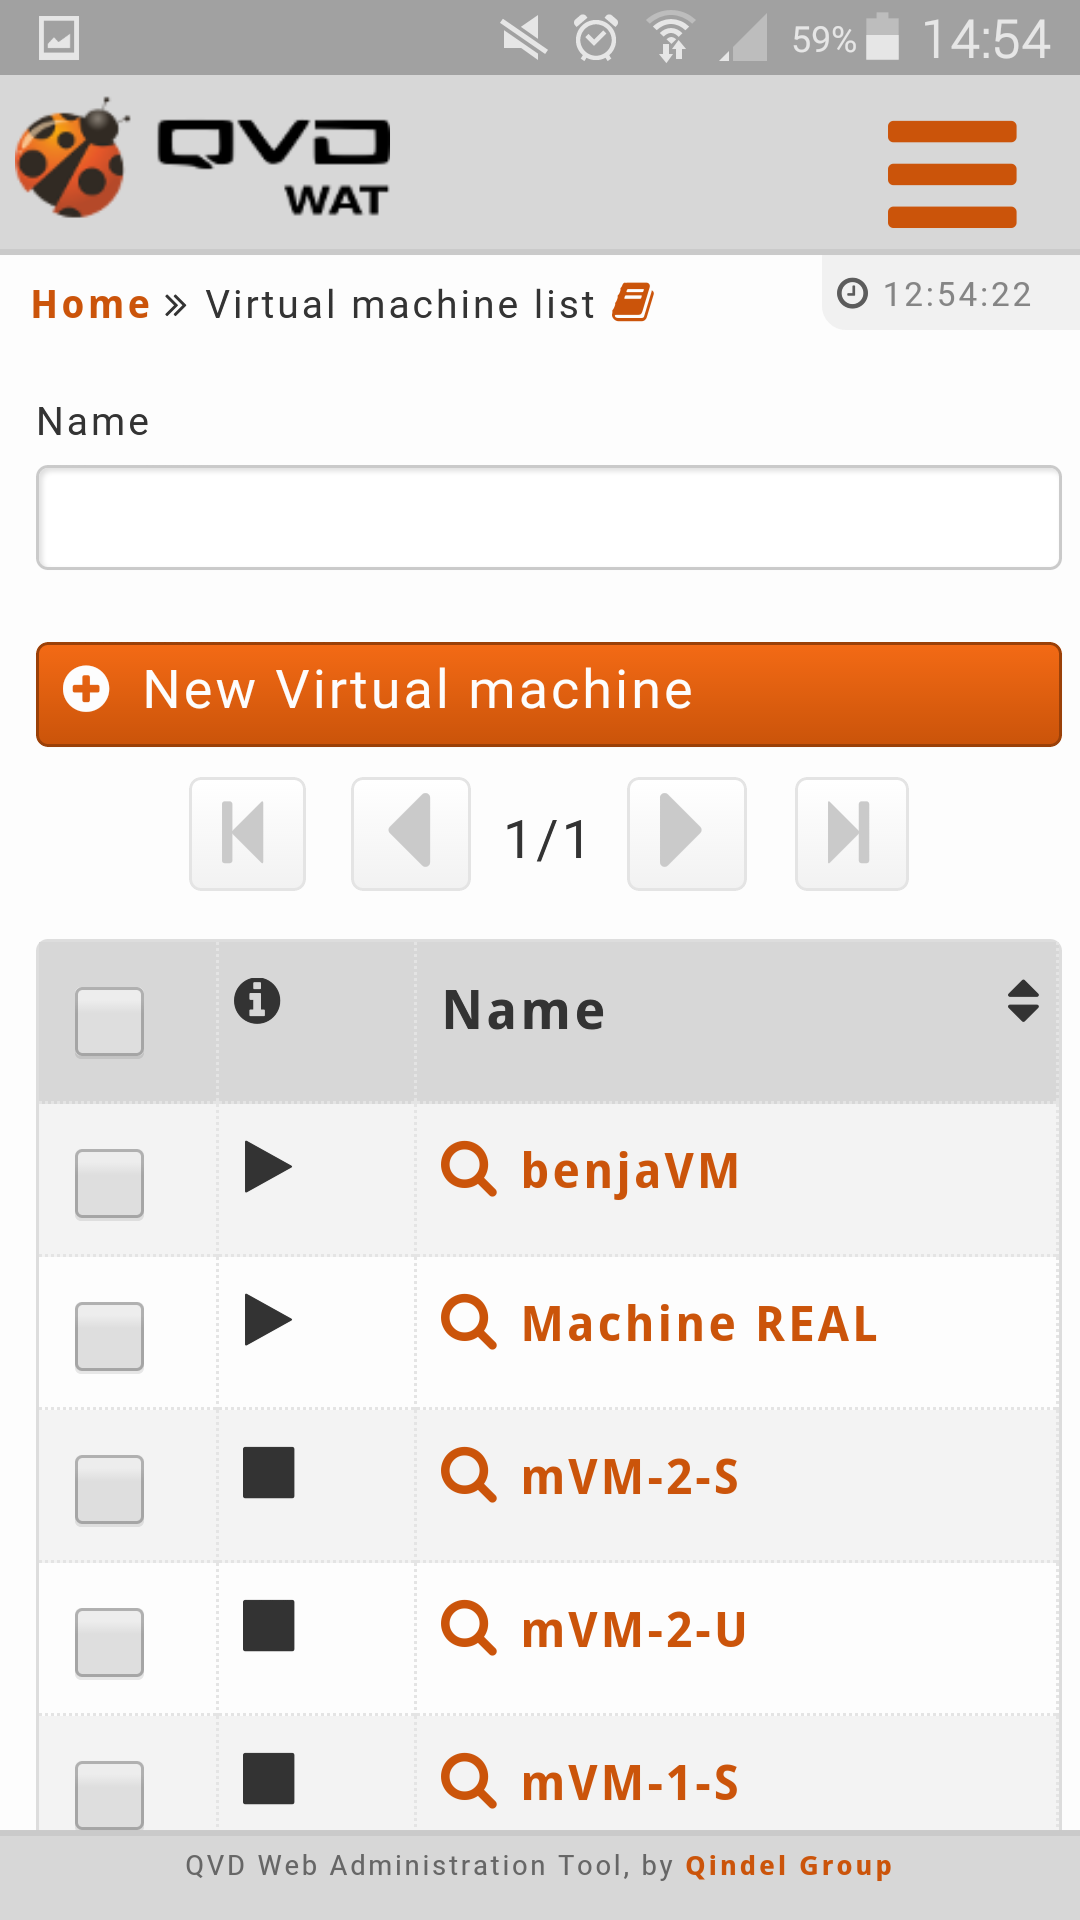 59% 14:54
QVD
WAT
Home » Virtual machine list
12:54:22
Name
New Virtual machine
1/1
Name
benjaVM
Machine REAL
mVM-2-S
mVM-2-U
mVM-1-S
QVD Web Administration Tool, by Qindel Group